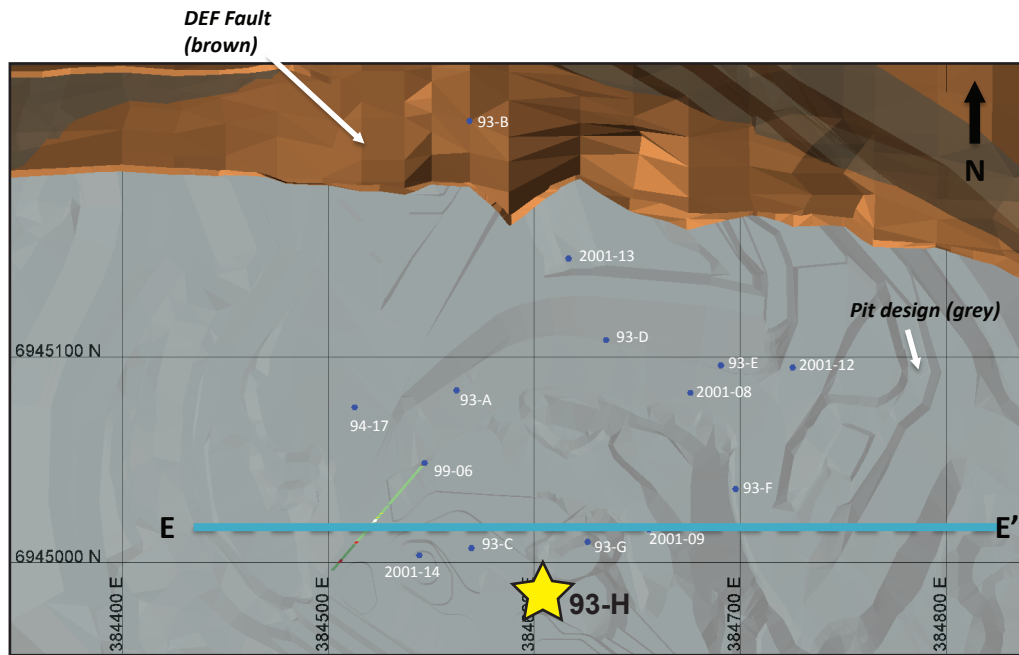 DEF Fault
(brown)
93-B
N
2001-13
Pit design (grey)
93-D
6945100 N
93-E
2001-12
2001-08
93-A
94-17
99-06
93-F
E
E'
2001-09
93-C
93-G
6945000 N
2001-14
93-H
384400 E
384500 E
384700 E
384800 E